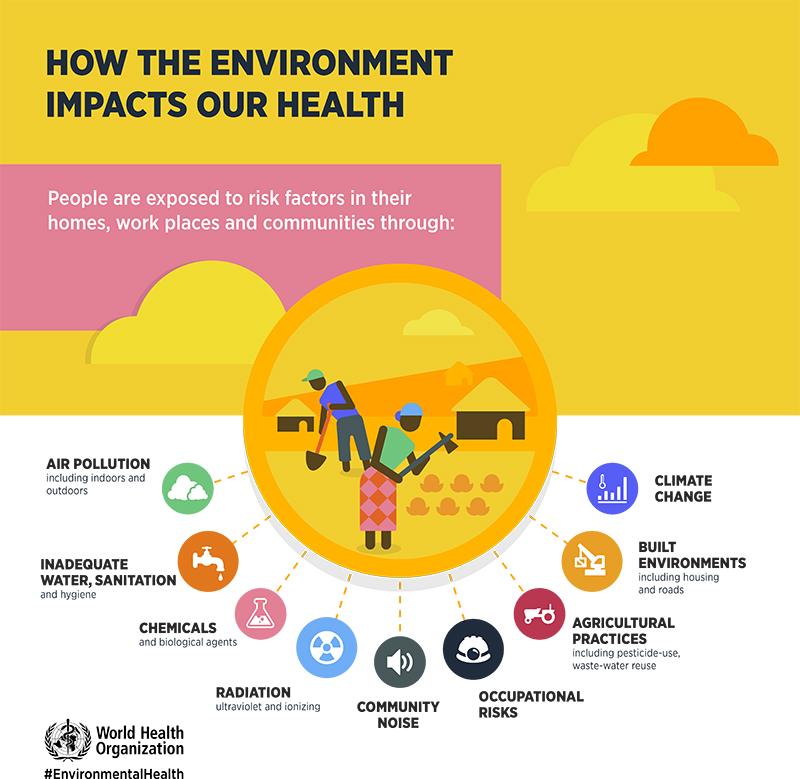 HOW THE ENVIRONMENT
IMPACTS OUR HEALTH
People are exposed to risk factors in their
homes, work places and communities through:
AIR POLLUTION
including indoors and
outdoors
INADEQUATE
WATER, SANITATION
and hygiene
CHEMICALS
and biological agents
RADIATION
ultraviolet and ionizing
COMMUNITY
NOISE
OCCUPATIONAL
RISKS
AGRICULTURAL
PRACTICES
including pesticide-use,
waste-water reuse
BUILT
ENVIRONMENTS
including housing
and roads
CLIMATE
CHANGE
World Health
Organization
#EnvironmentalHealth